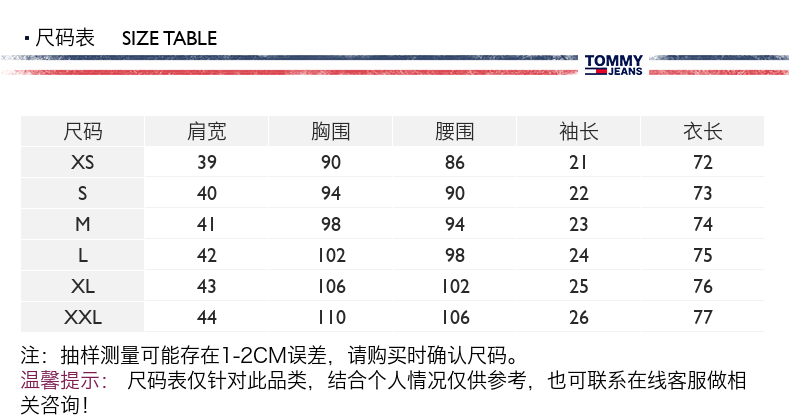 ▪ 尺码表 SIZE TABLE
TOMMY
JEANS
尺码 肩宽 胸围 腰围 袖长 衣长
XS 39 90 86 21 72
S 40 94 90 22 73
M 41 98 94 23 74
L 42 102 98 24 75
XL 43 106 102 25 76
XXL 44 110 106 26 77
注：抽样测量可能存在1-2CM误差，请购买时确认尺码。
温馨提示： 尺码表仅针对此品类，结合个人情况仅供参考，也可联系在线客服做相
关咨询！